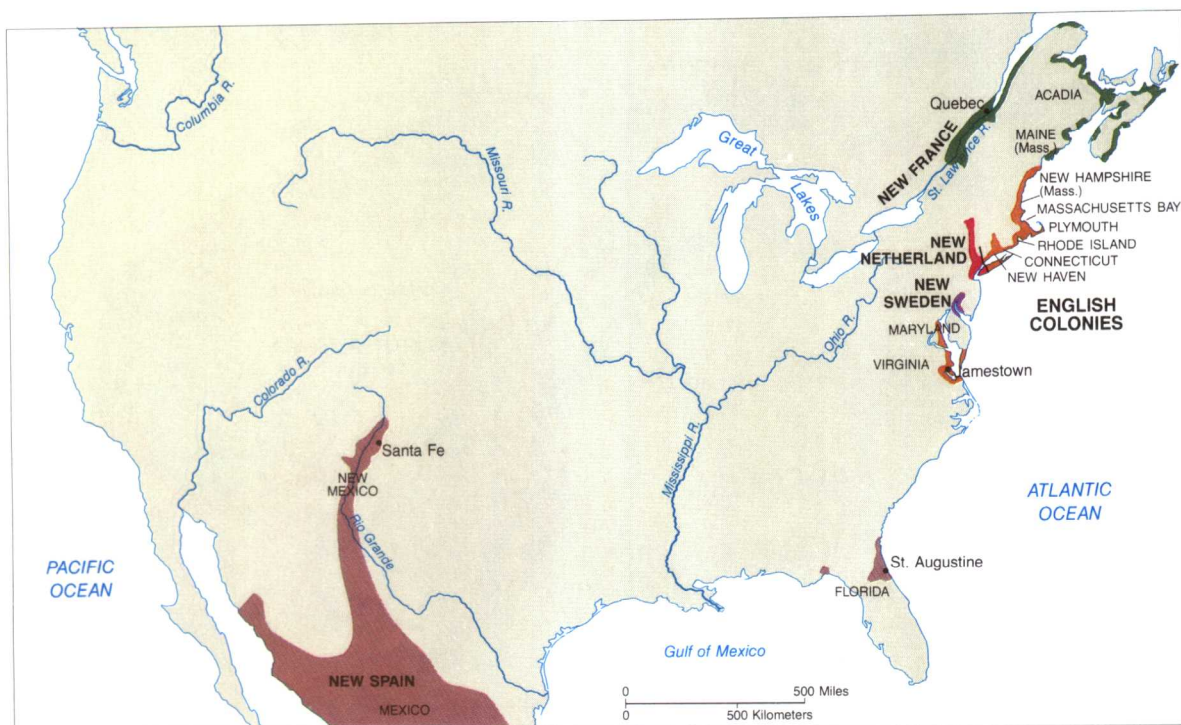 Columbia R.
Missouri R.
Great
Lakes
Quebec
NEW FRANCE
St. Lawrence R.
ACADIA
MAINE
(Mass.)
NEW HAMPSHIRE
(Mass.)
MASSACHUSETTS BAY
PLYMOUTH
RHODE ISLAND
CONNECTICUT
NEW HAVEN
NEW
NETHERLAND
NEW
SWEDEN
ENGLISH
COLONIES
MARYLAND
VIRGINIA
Jamestown
Ohio R.
Colorado R.
Santa Fe
NEW
MEXICO
Rio Grande
Mississippi R.
ATLANTIC
OCEAN
PACIFIC
OCEAN
St. Augustine
FLORIDA
Gulf of Mexico
NEW SPAIN
MEXICO
0 500 Miles
0 500 Kilometers